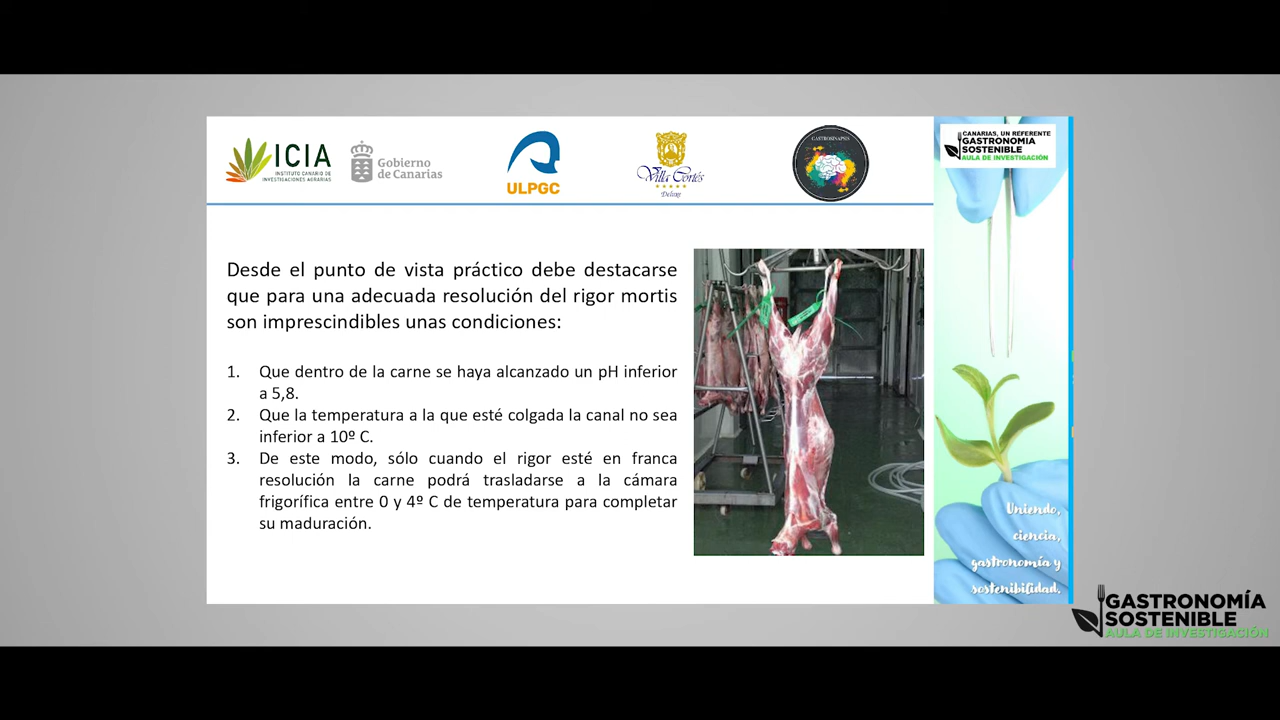 ICIA
INSTITUTO CANARIO DE
INVESTIGACIONES AGRARIAS
Gobierno
de Canarias
ULPGC
Villa Cortés
Deluxe
GASTROSINAPSIS
CANARIAS, UN REFERENTE
GASTRONOMÍA
SOSTENIBLE
AULA DE INVESTIGACIÓN
Desde el punto de vista práctico debe destacarse
que para una adecuada resolución del rigor mortis
son imprescindibles unas condiciones:
1. Que dentro de la carne se haya alcanzado un pH inferior
a 5,8.
2. Que la temperatura a la que esté colgada la canal no sea
inferior a 10º C.
3. De este modo, sólo cuando el rigor esté en franca
resolución la carne podrá trasladarse a la cámara
frigorífica entre 0 y 4º C de temperatura para completar
su maduración.
Uniendo,
ciencia,
gastronomía y
sostenibilidad.
GASTRONOMÍA
SOSTENIBLE
AULA DE INVESTIGACIÓN